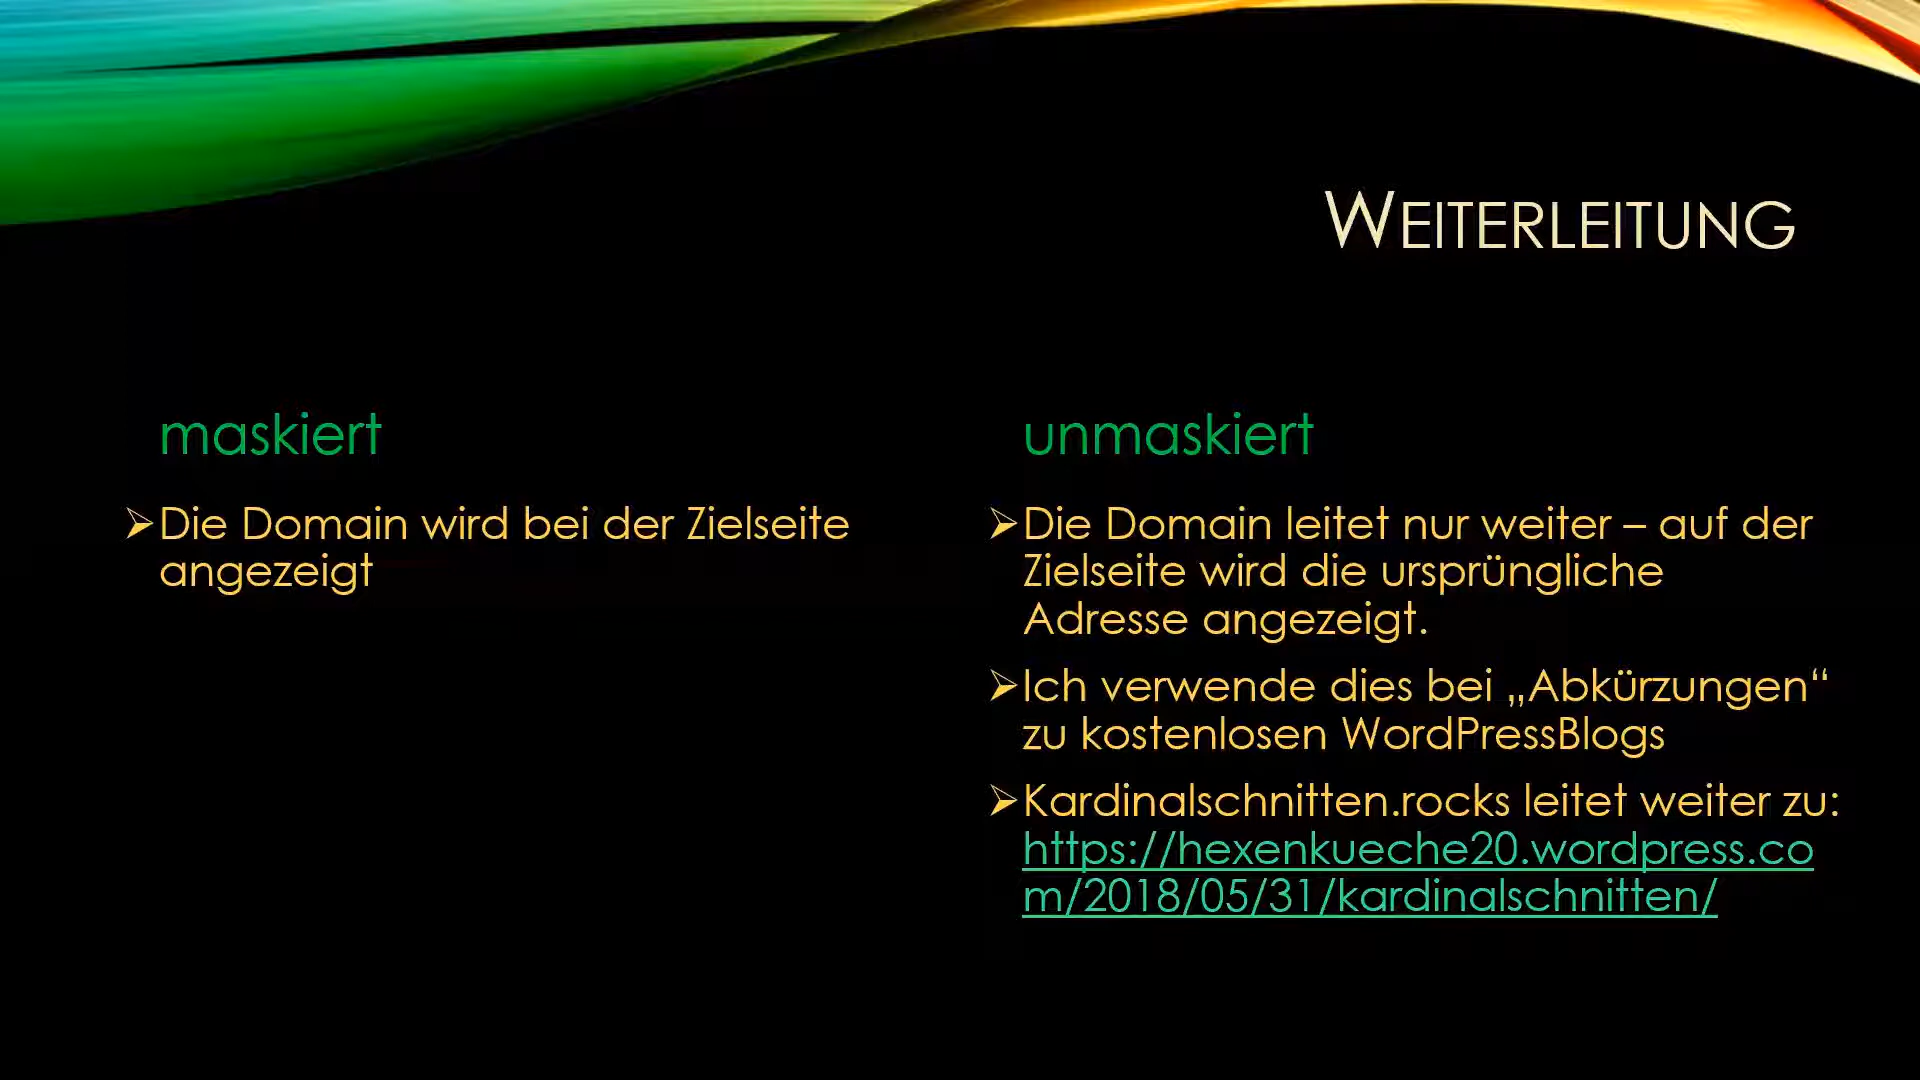 WEITERLEITUNG
maskiert
➢Die Domain wird bei der Zielseite
angezeigt
unmaskiert
➢Die Domain leitet nur weiter – auf der
Zielseite wird die ursprüngliche
Adresse angezeigt.
➢Ich verwende dies bei „Abkürzungen“
zu kostenlosen WordPressBlogs
➢Kardinalschnitten.rocks leitet weiter zu:
https://hexenkueche20.wordpress.co
m/2018/05/31/kardinalschnitten/